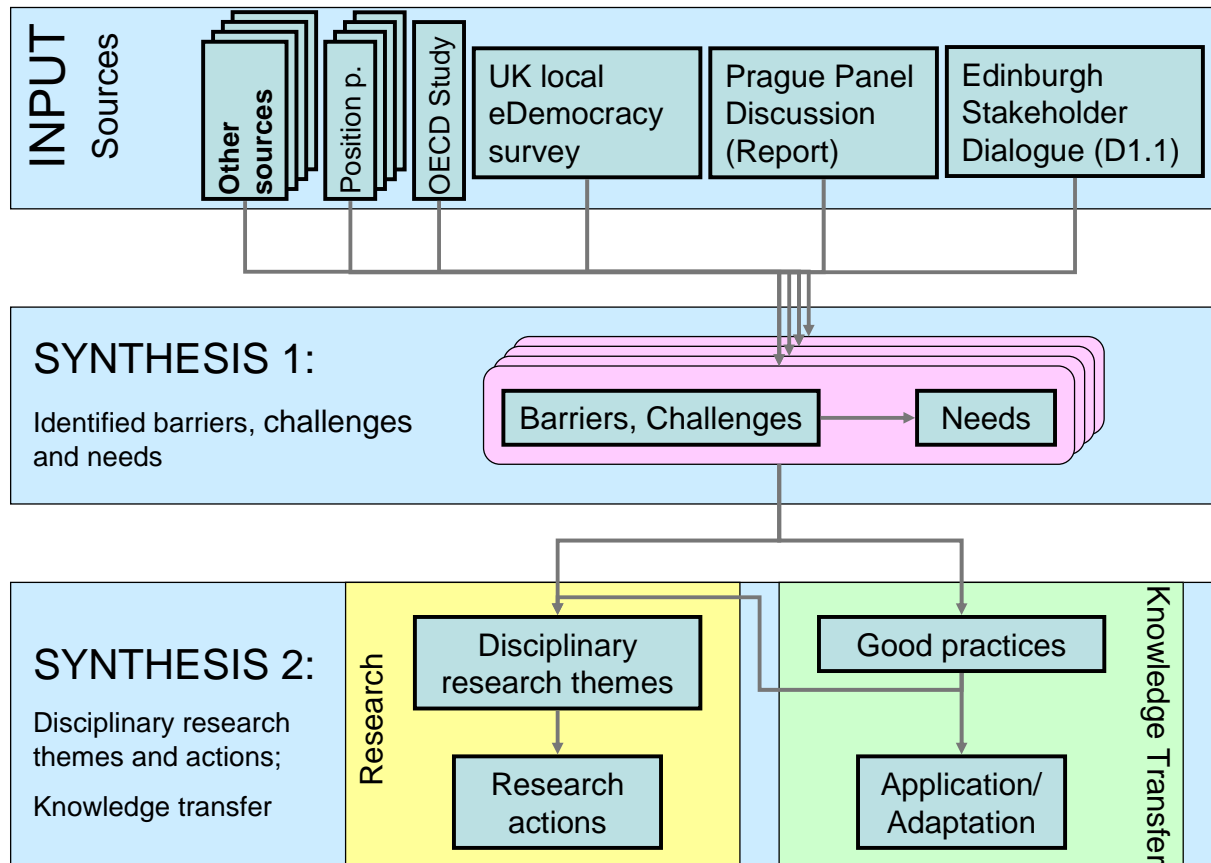 INPUT
Sources
Other
sources
Position p.
OECD Study
UK local
eDemocracy
survey
Prague Panel
Discussion
(Report)
Edinburgh
Stakeholder
Dialogue (D1.1)
SYNTHESIS 1:
Identified barriers, challenges
and needs
Barriers, Challenges
Needs
SYNTHESIS 2:
Disciplinary research
themes and actions;
Knowledge transfer
Research
Disciplinary
research themes
Research
actions
Good practices
Application/
Adaptation
Knowledge Transfer